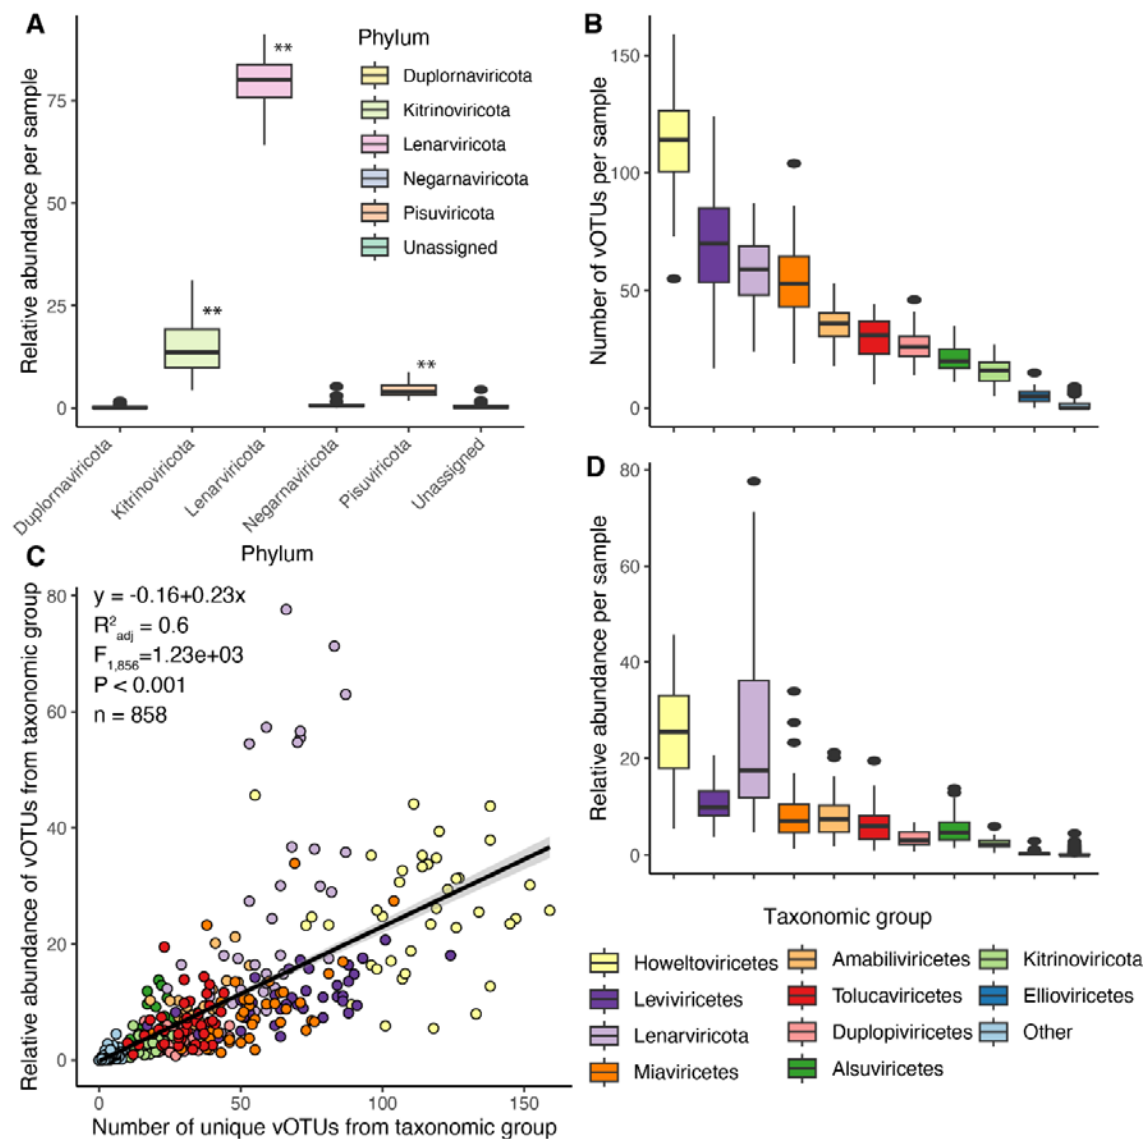 A
Relative abundance per sample
75
50
25
0
**
**
**
Phylum
Duplornaviricota
Kitrinoviricota
Lenarviricota
Negarnaviricota
Pisuviricota
Unassigned
Duplornaviricota
Kitrinoviricota
Lenarviricota
Negarnaviricota
Pisuviricota
Unassigned
Phylum
B
Number of vOTUs per sample
150
100
50
0
C
Relative abundance of vOTUs from taxonomic group
80
60
40
20
0
y = -0.16+0.23x
R²adj = 0.6
F1,856=1.23e+03
P < 0.001
n = 858
0
50
100
150
Number of unique vOTUs from taxonomic group
D
Relative abundance per sample
80
60
40
20
0
Taxonomic group
Howeltoviricetes
Leviviricetes
Lenarviricota
Miaviricetes
Amabiliviricetes
Tolucaviricetes
Duplopiviricetes
Alsuviricetes
Kitrinoviricota
Ellioviricetes
Other